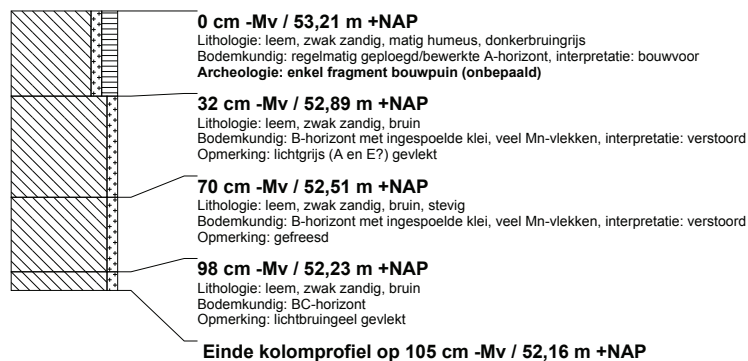 0 cm -Mv / 53,21 m +NAP
Lithologie: leem, zwak zandig, matig humeus, donkerbruingrijs
Bodemkundig: regelmatig geploegd/bewerkte A-horizont, interpretatie: bouwvoor
Archeologie: enkel fragment bouwpuin (onbepaald)
32 cm -Mv / 52,89 m +NAP
Lithologie: leem, zwak zandig, bruin
Bodemkundig: B-horizont met ingespoelde klei, veel Mn-vlekken, interpretatie: verstoord
Opmerking: lichtgrijs (A en E?) gevlekt
70 cm -Mv / 52,51 m +NAP
Lithologie: leem, zwak zandig, bruin, stevig
Bodemkundig: B-horizont met ingespoelde klei, veel Mn-vlekken, interpretatie: verstoord
Opmerking: gefreesd
98 cm -Mv / 52,23 m +NAP
Lithologie: leem, zwak zandig, bruin
Bodemkundig: BC-horizont
Opmerking: lichtbruingeel gevlekt
Einde kolomprofiel op 105 cm -Mv / 52,16 m +NAP